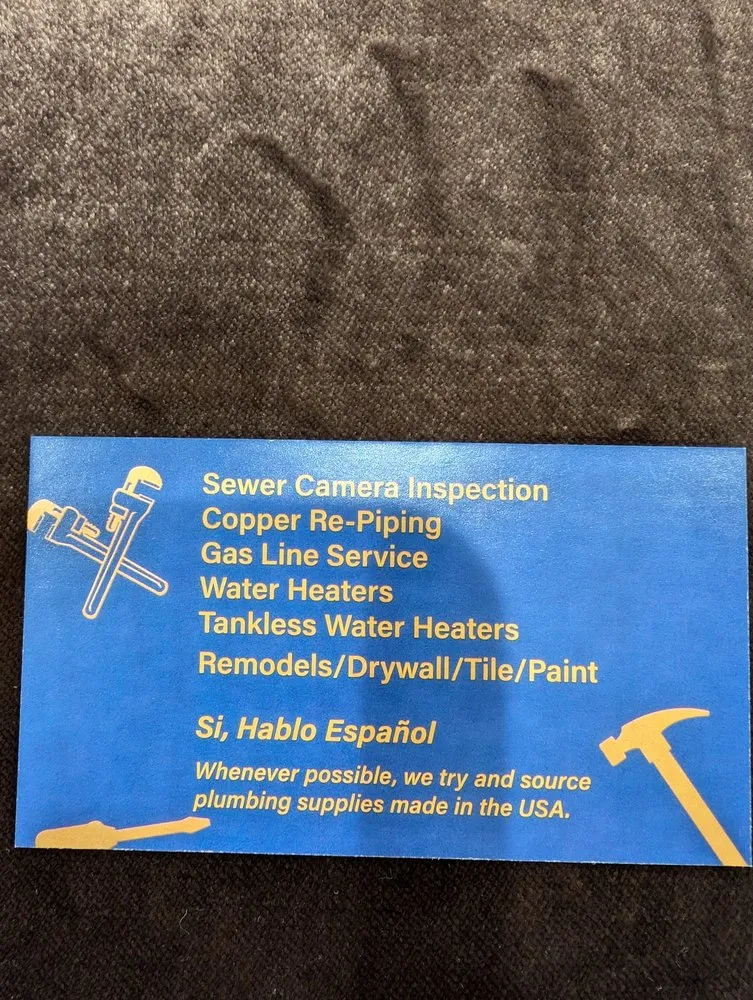 Sewer Camera Inspection
Copper Re-Piping
Gas Line Service
Water Heaters
Tankless Water Heaters
Remodels/Drywall/Tile/Paint
Si, Hablo Español
Whenever possible, we try and source
plumbing supplies made in the USA.